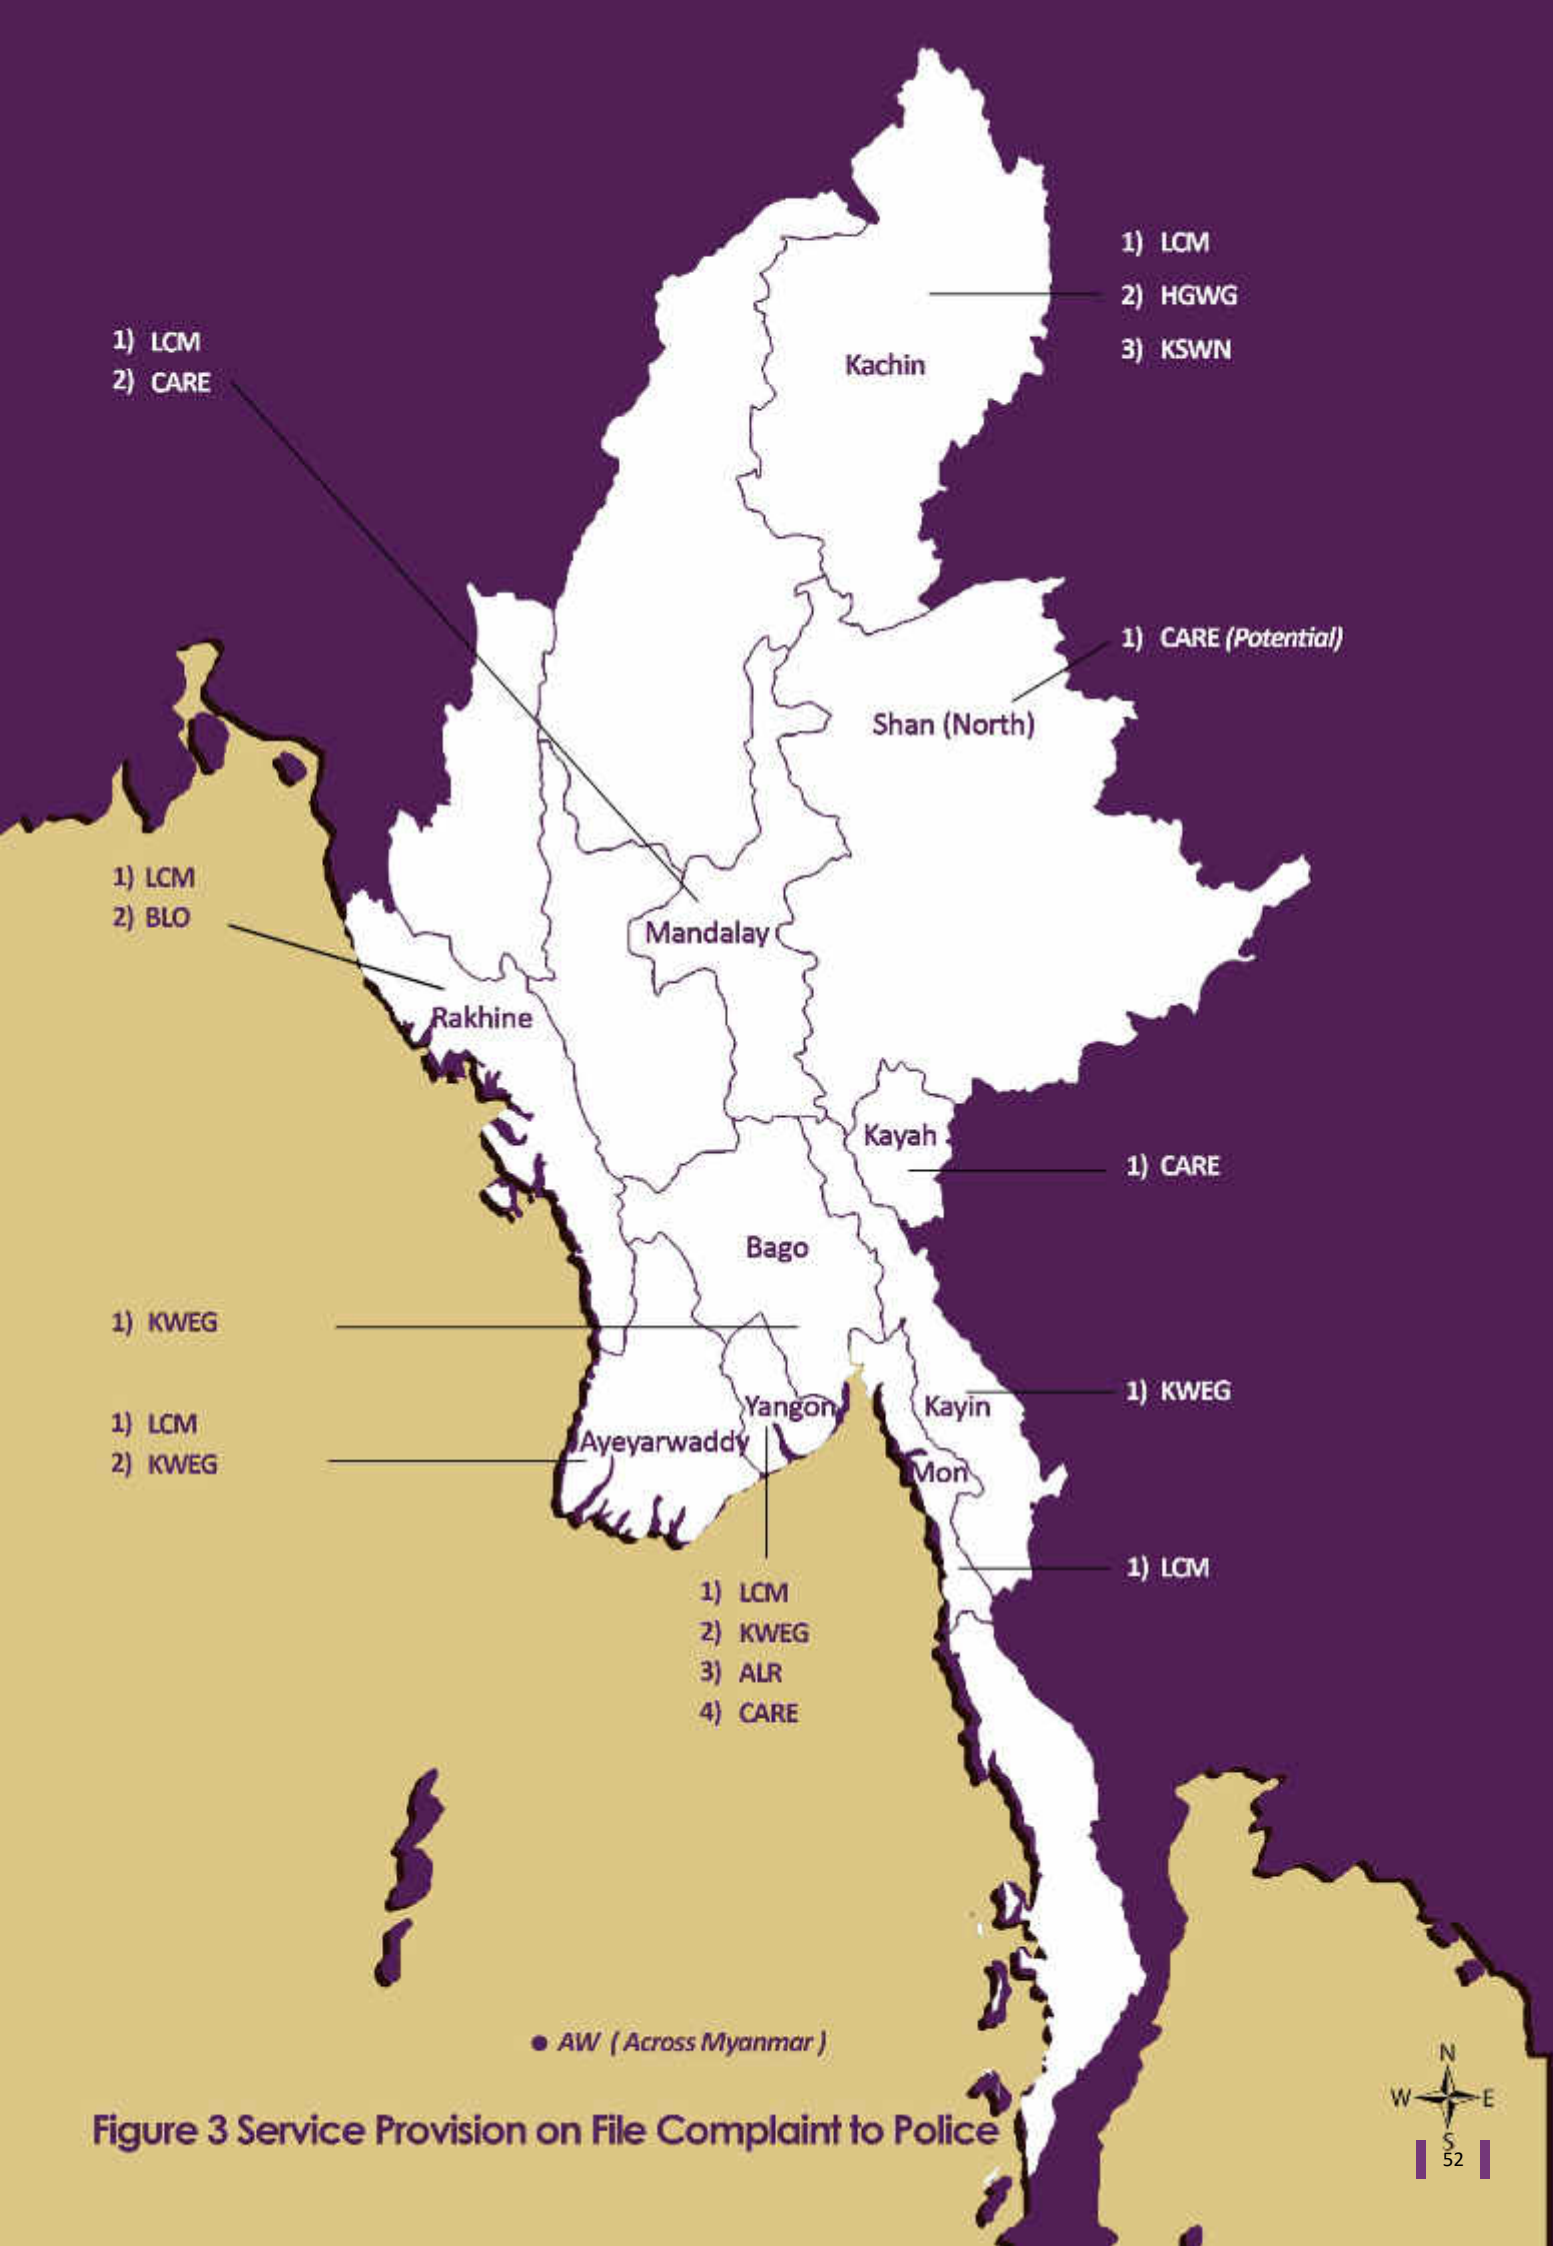 1) LCM
2) HGWG
3) KSWN
Kachin
1) LCM
2) CARE
1) CARE (Potential)
Shan (North)
1) LCM
2) BLO
Mandalay
Rakhine
Kayah
1) CARE
Bago
1) KWEG
1) KWEG
Kayin
Yangon
1) LCM
2) KWEG
Ayeyarwaddy
Mon
1) LCM
1) LCM
2) KWEG
3) ALR
4) CARE
AW ( Across Myanmar )
Figure 3 Service Provision on File Complaint to Police
N
W E
S
52